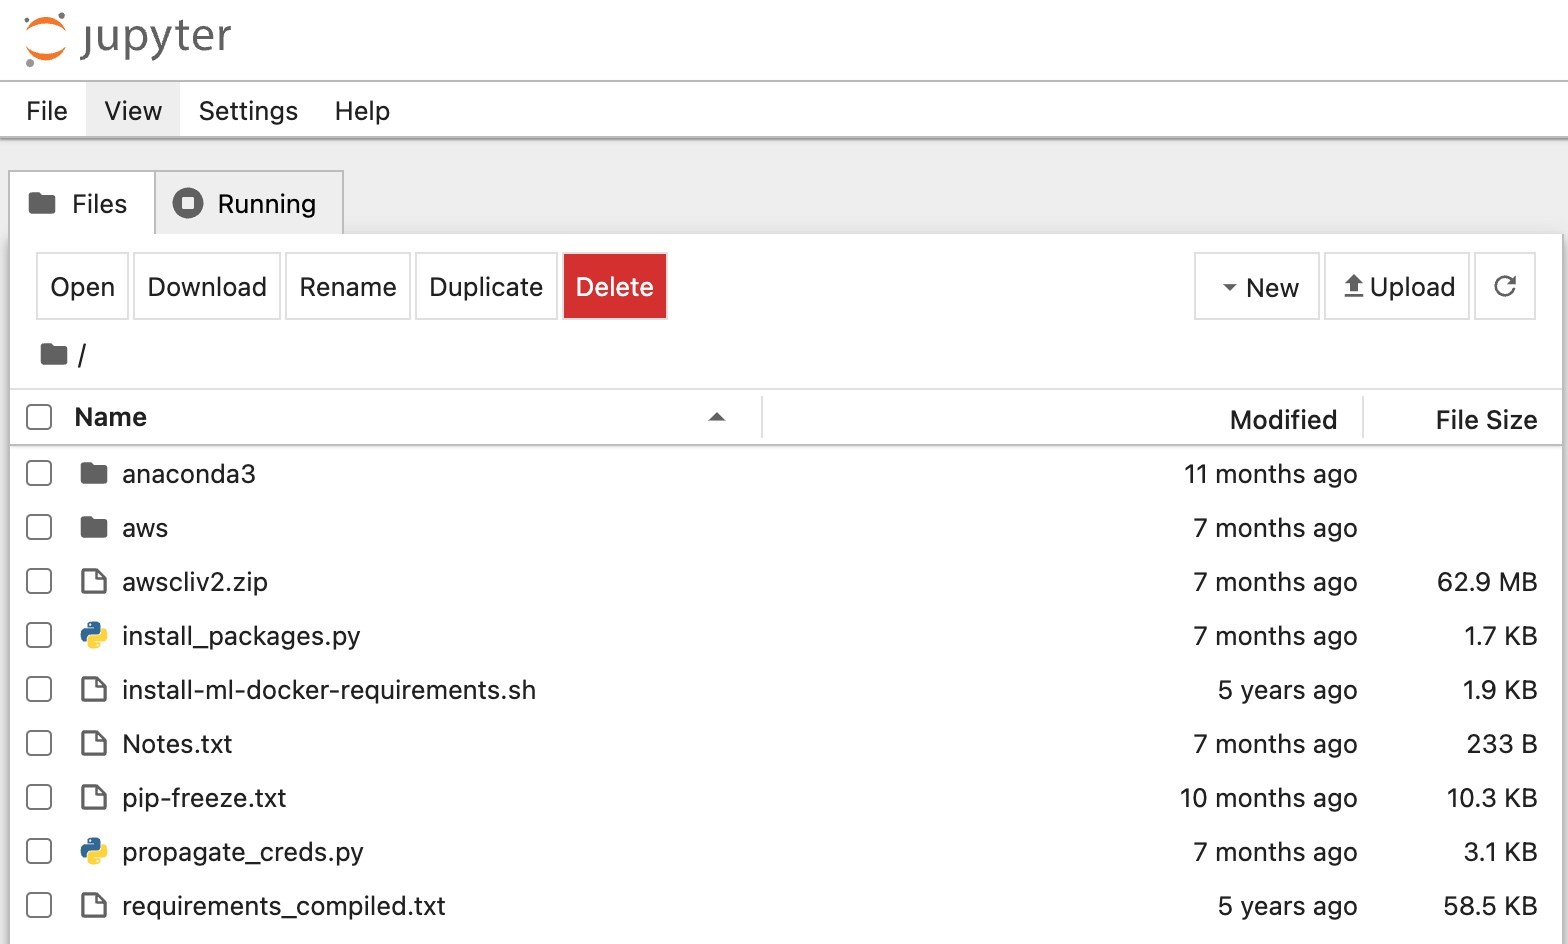 jupyter
File View Settings Help
Files Running
Open Download Rename Duplicate Delete New Upload
/
Name Modified File Size
anaconda3 11 months ago
aws 7 months ago
awscliv2.zip 7 months ago 62.9 MB
install_packages.py 7 months ago 1.7 KB
install-ml-docker-requirements.sh 5 years ago 1.9 KB
Notes.txt 7 months ago 233 B
pip-freeze.txt 10 months ago 10.3 KB
propagate_creds.py 7 months ago 3.1 KB
requirements_compiled.txt 5 years ago 58.5 KB